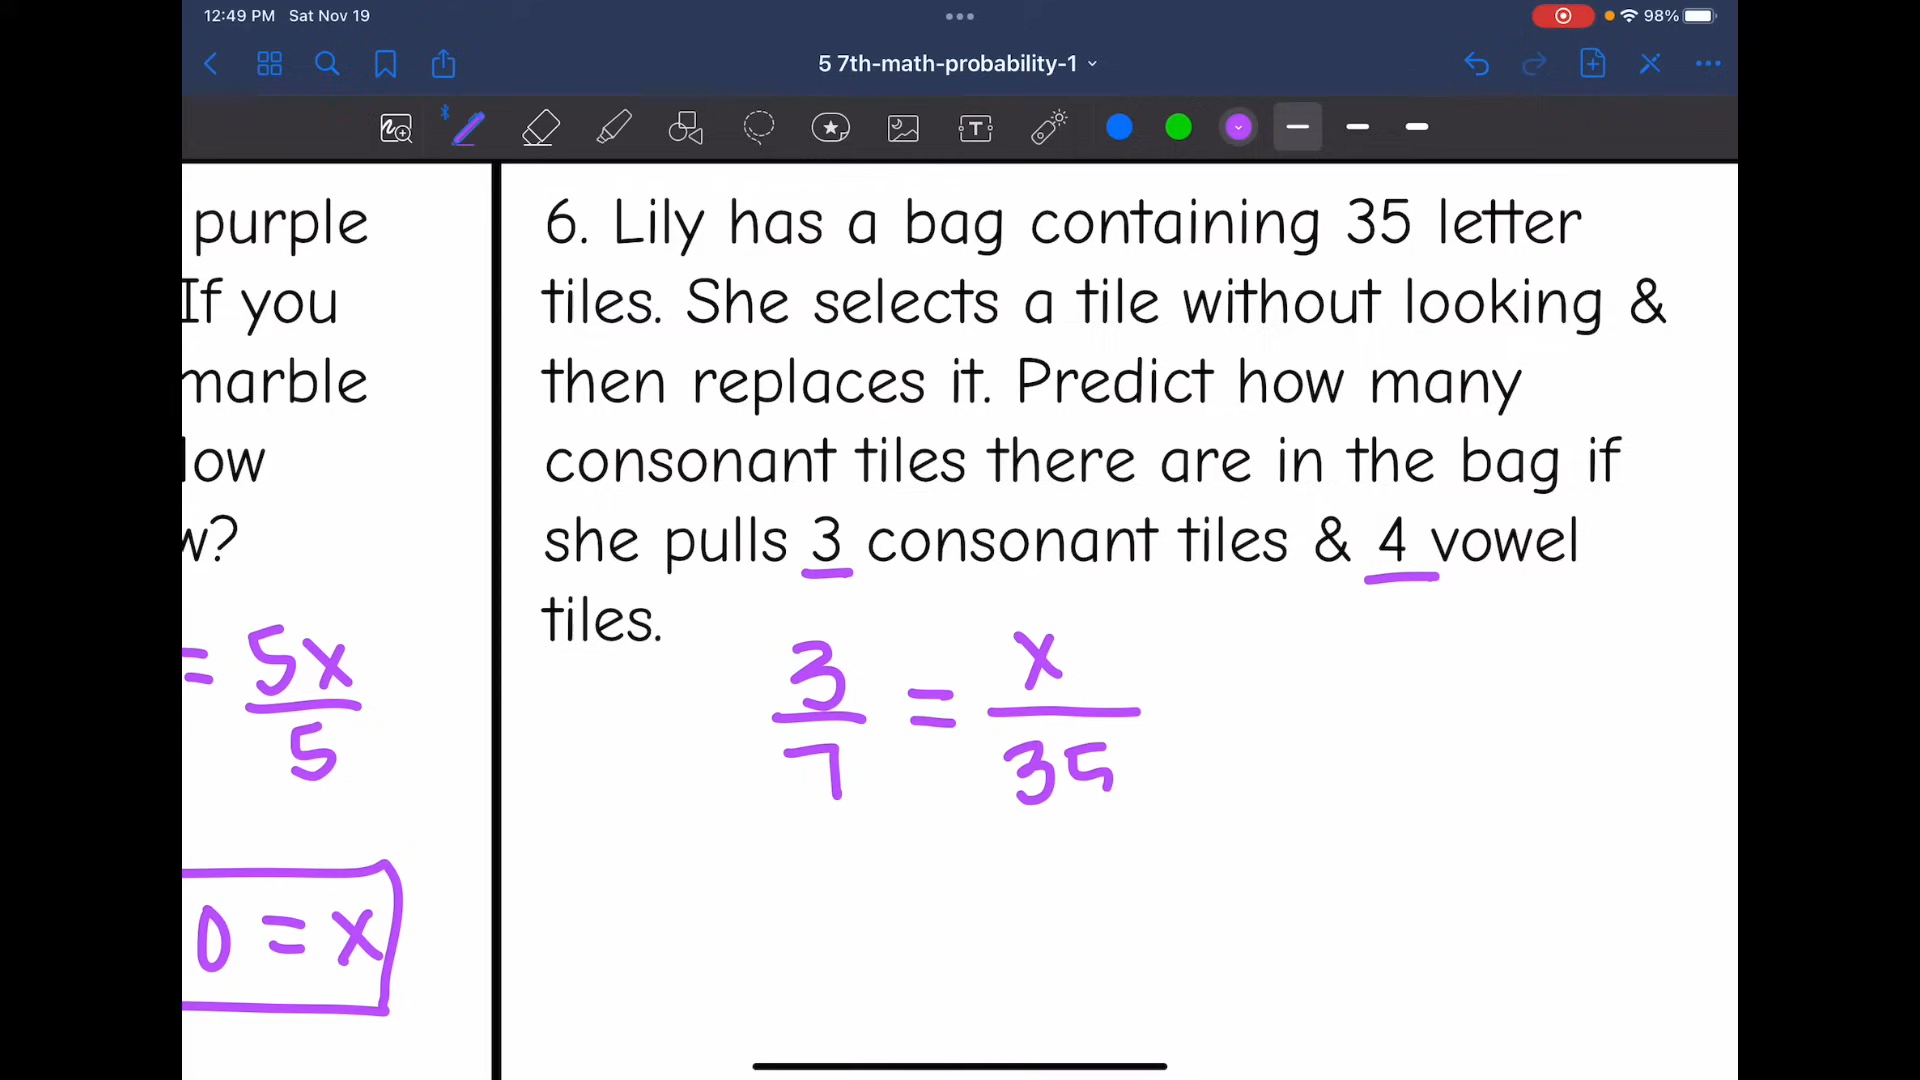 12:49 PM Sat Nov 19
98%
5 7th-math-probability-1
T
purple
If you
marble
low
w?
= 5x
5
0 = x
6. Lily has a bag containing 35 letter
tiles. She selects a tile without looking &
then replaces it. Predict how many
consonant tiles there are in the bag if
she pulls 3 consonant tiles & 4 vowel
tiles.
3 = x
7 35